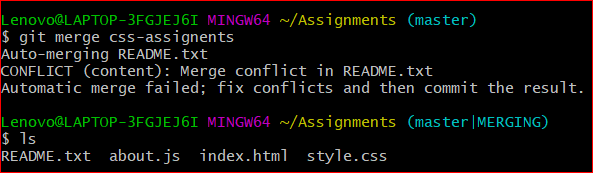 Lenovo@LAPTOP-3FGJEJ6I MINGW64 ~/Assignments (master)
$ git merge css-assignents
Auto-merging README.txt
CONFLICT (content): Merge conflict in README.txt
Automatic merge failed; fix conflicts and then commit the result.
Lenovo@LAPTOP-3FGJEJ6I MINGW64 ~/Assignments (master|MERGING)
$ ls
README.txt  about.js  index.html  style.css